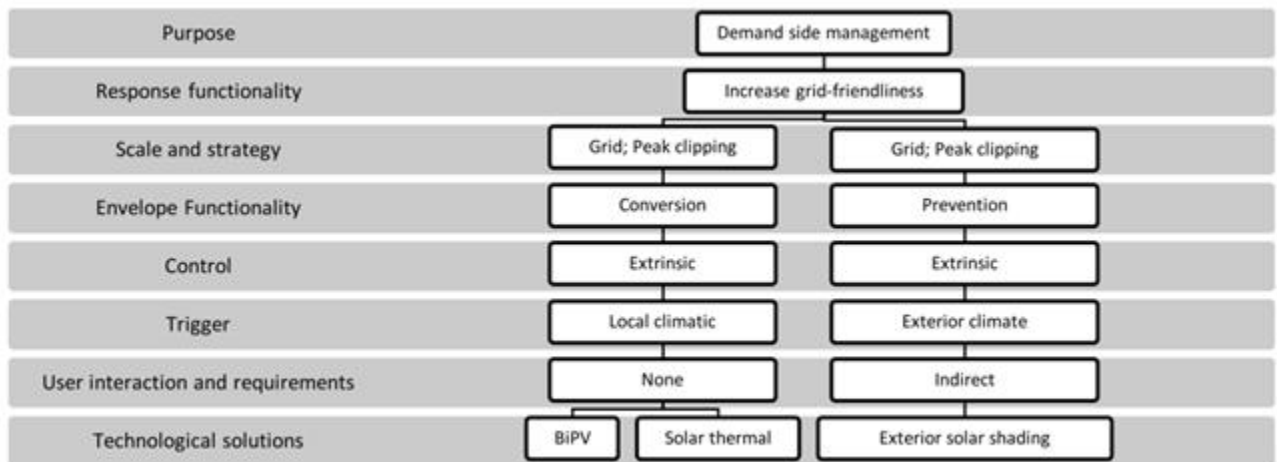 Purpose
Demand side management
Response functionality
Increase grid-friendliness
Scale and strategy
Grid; Peak clipping
Grid; Peak clipping
Envelope Functionality
Conversion
Prevention
Control
Extrinsic
Extrinsic
Trigger
Local climatic
Exterior climate
User interaction and requirements
None
Indirect
Technological solutions
BiPV
Solar thermal
Exterior solar shading